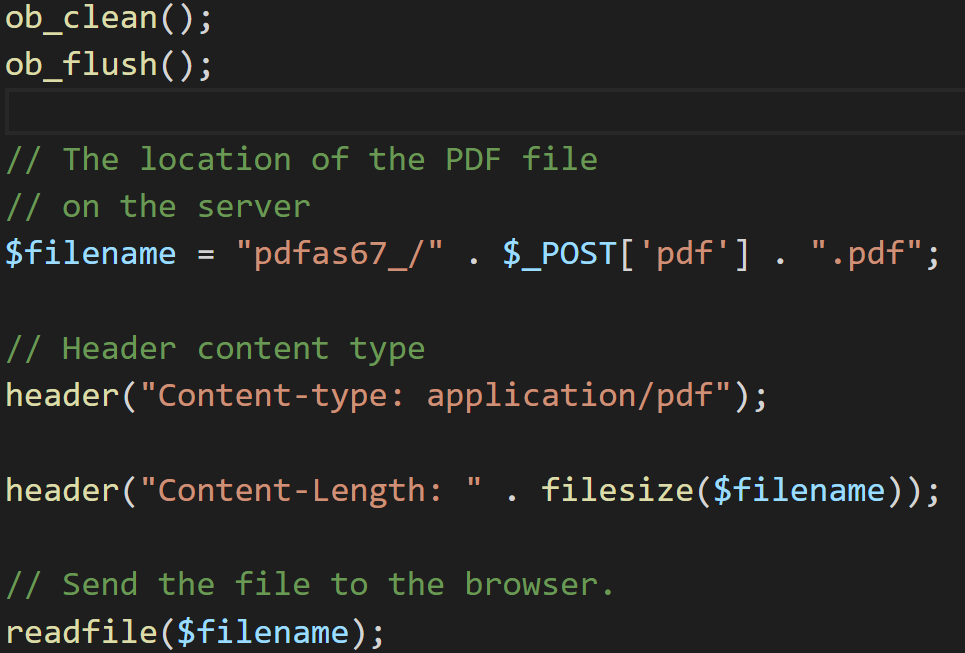 ob_clean();
ob_flush();
// The location of the PDF file
// on the server
$filename = "pdfas67_/" . $_POST['pdf'] . ".pdf";
// Header content type
header("Content-type: application/pdf");
header("Content-Length: " . filesize($filename));
// Send the file to the browser.
readfile($filename);